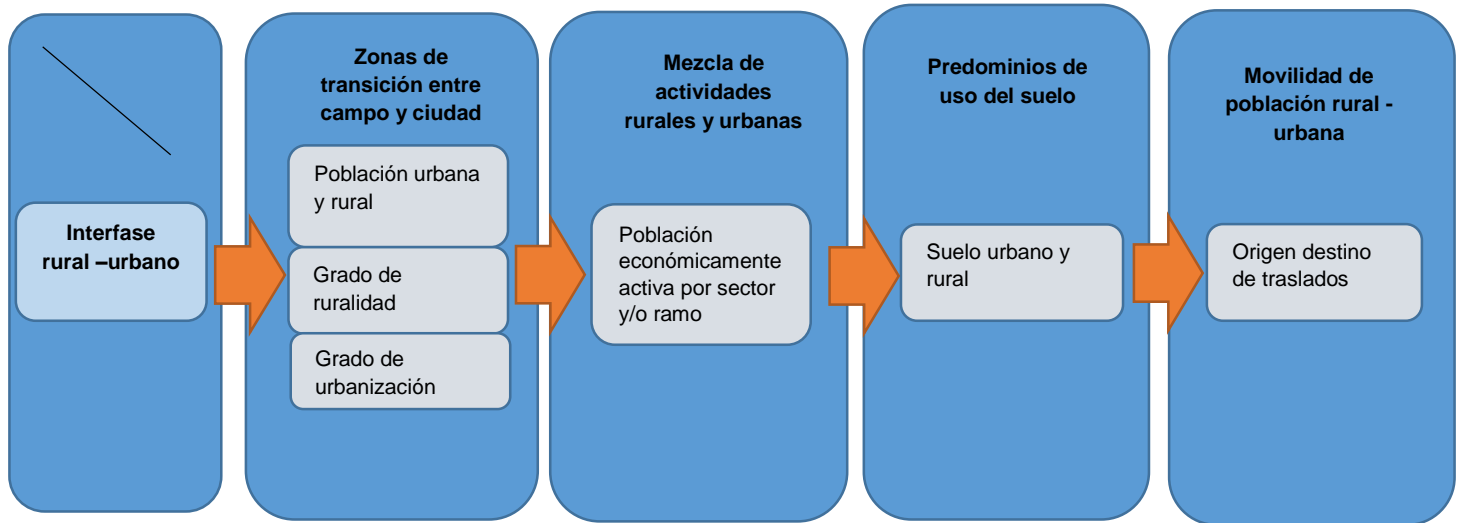 Interfase
rural –urbano
Zonas de
transición entre
campo y ciudad
Población urbana
y rural
Grado de
ruralidad
Grado de
urbanización
Mezcla de
actividades
rurales y urbanas
Población
económicamente
activa por sector
y/o ramo
Predominios de
uso del suelo
Suelo urbano y
rural
Movilidad de
población rural -
urbana
Origen destino
de traslados